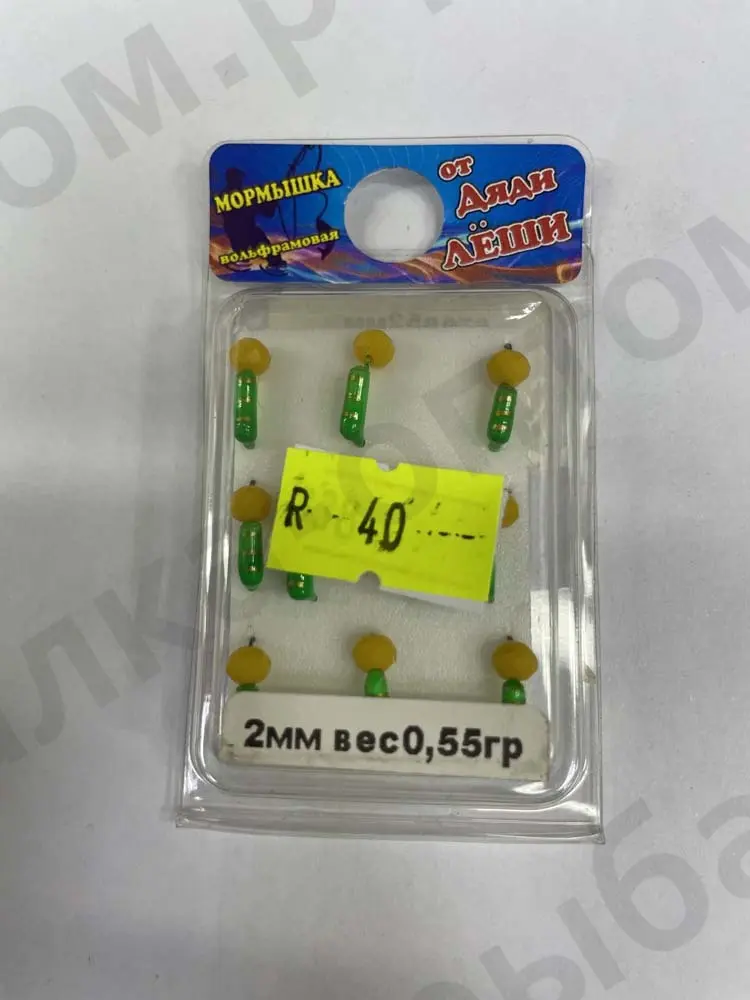 МОРМЫШКА
вольфрамовая
от
Дяди
ЛЁШИ
R 40
2мм вес0,55гр